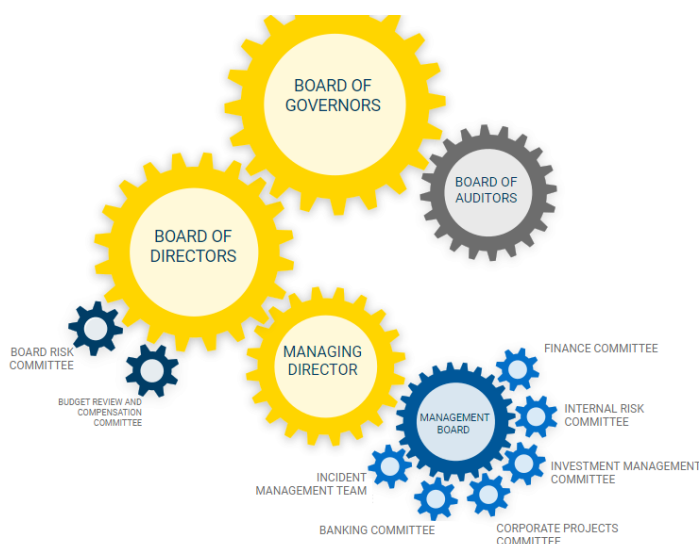 BOARD OF
GOVERNORS
BOARD OF
AUDITORS
BOARD OF
DIRECTORS
BOARD RISK
COMMITTEE
BUDGET REVIEW AND
COMPENSATION
COMMITTEE
MANAGING
DIRECTOR
MANAGEMENT
BOARD
FINANCE COMMITTEE
INTERNAL RISK
COMMITTEE
INVESTMENT MANAGEMENT
COMMITTEE
CORPORATE PROJECTS
COMMITTEE
BANKING COMMITTEE
INCIDENT
MANAGEMENT TEAM